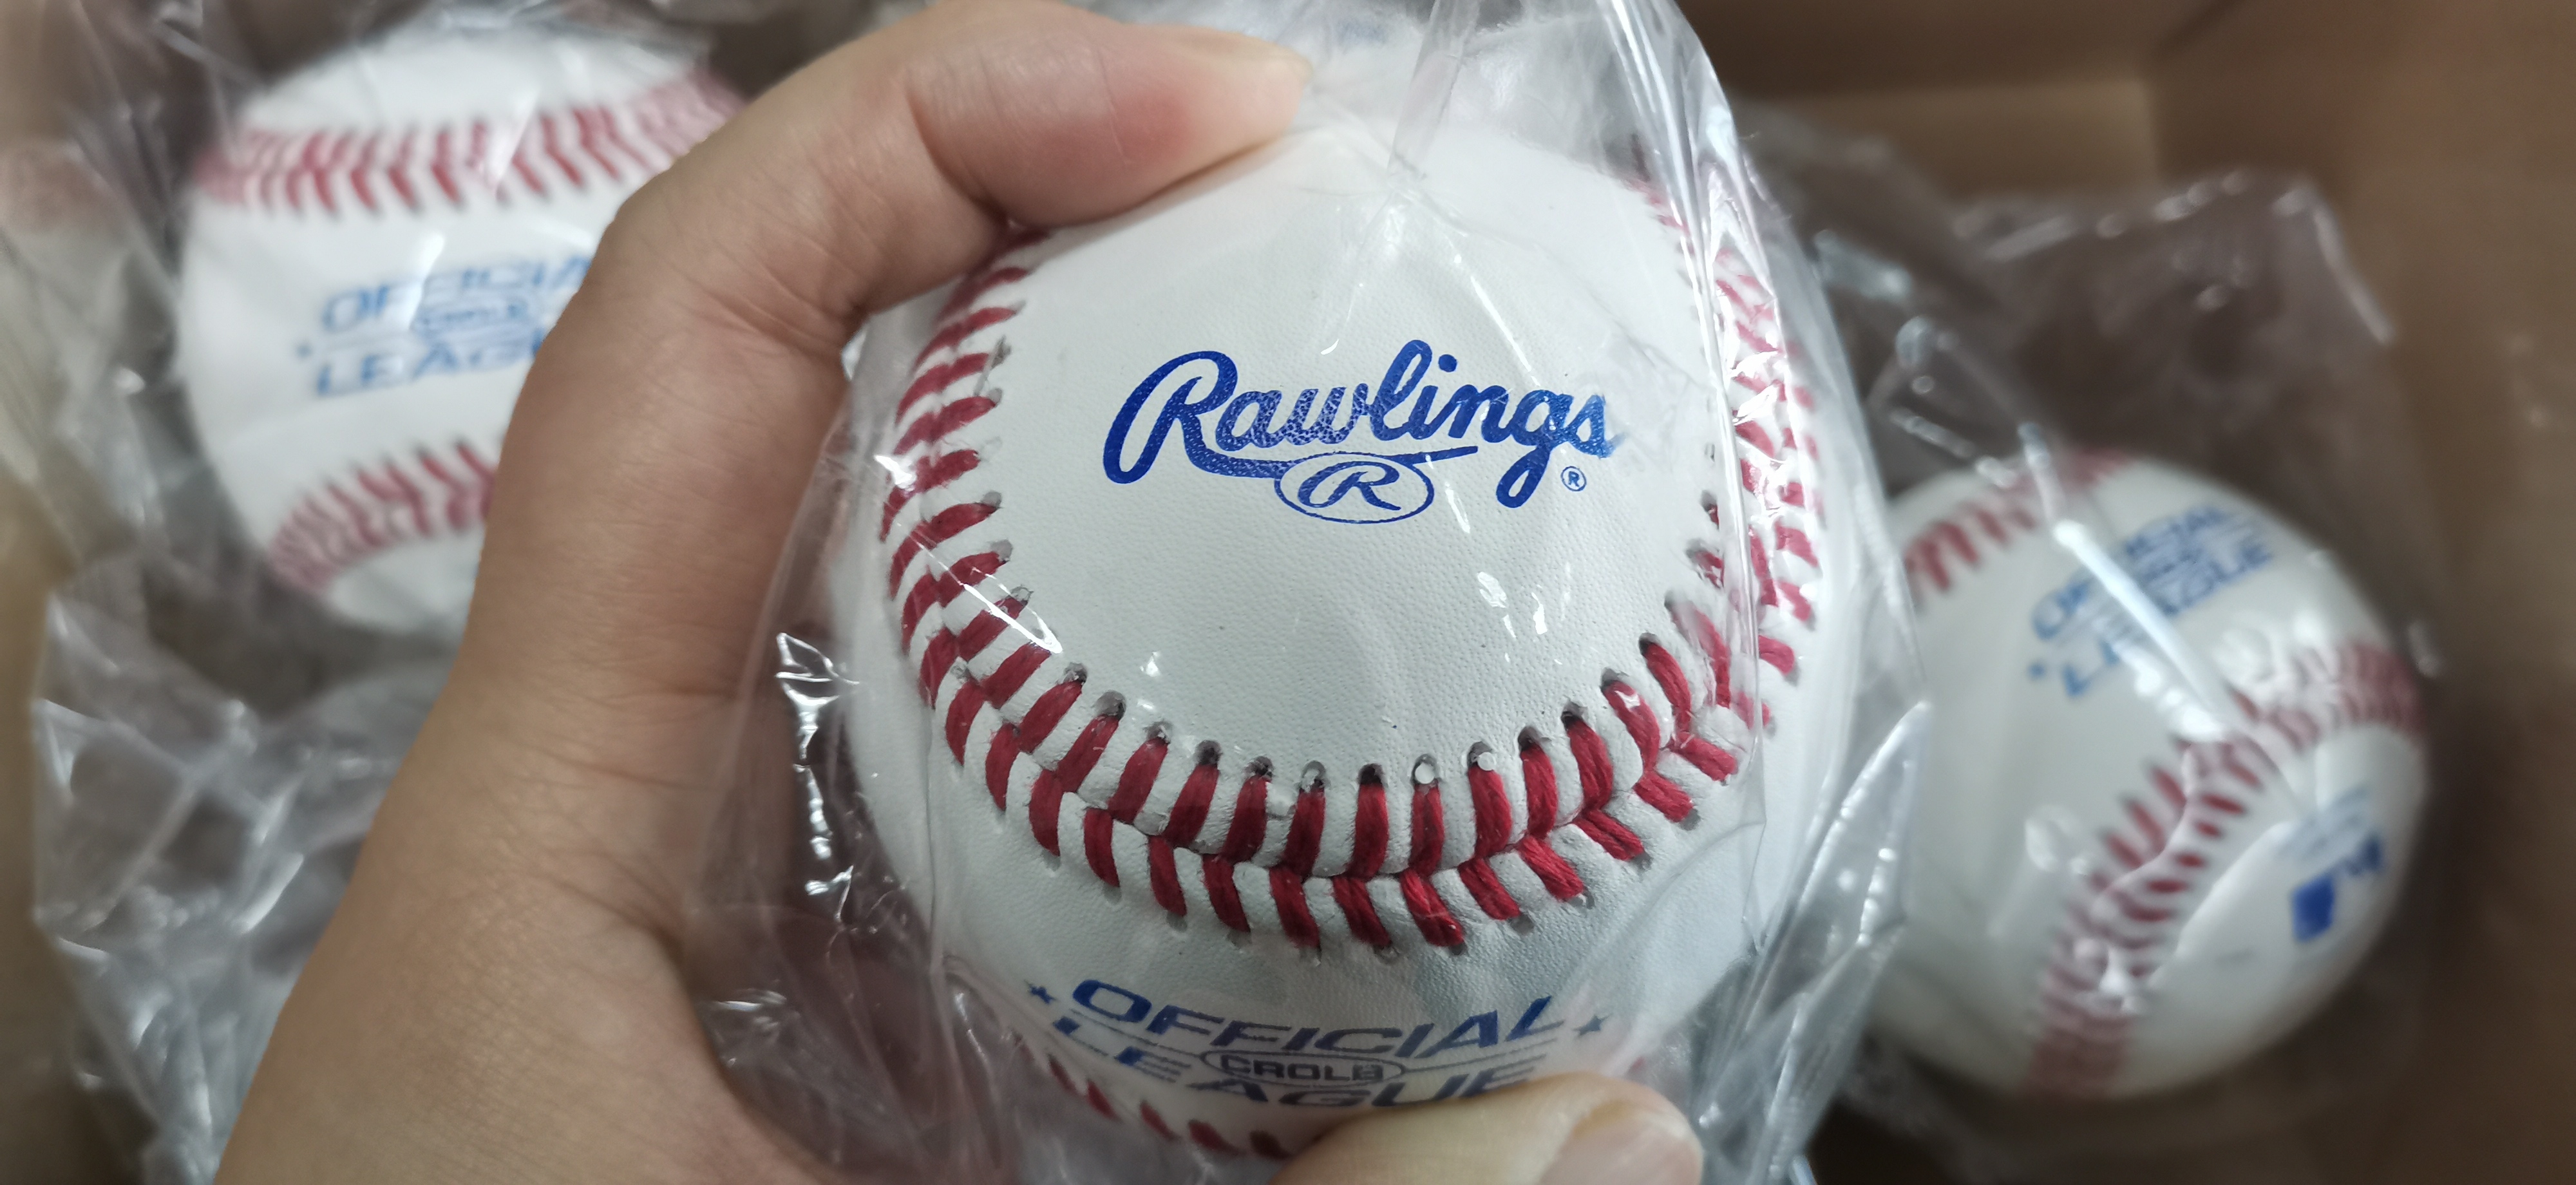 Rawlings
R
®
OFFICIAL
CROLB
LEAGUE
OFFICIAL
LEAGUE
OFFICIAL
LEAGUE